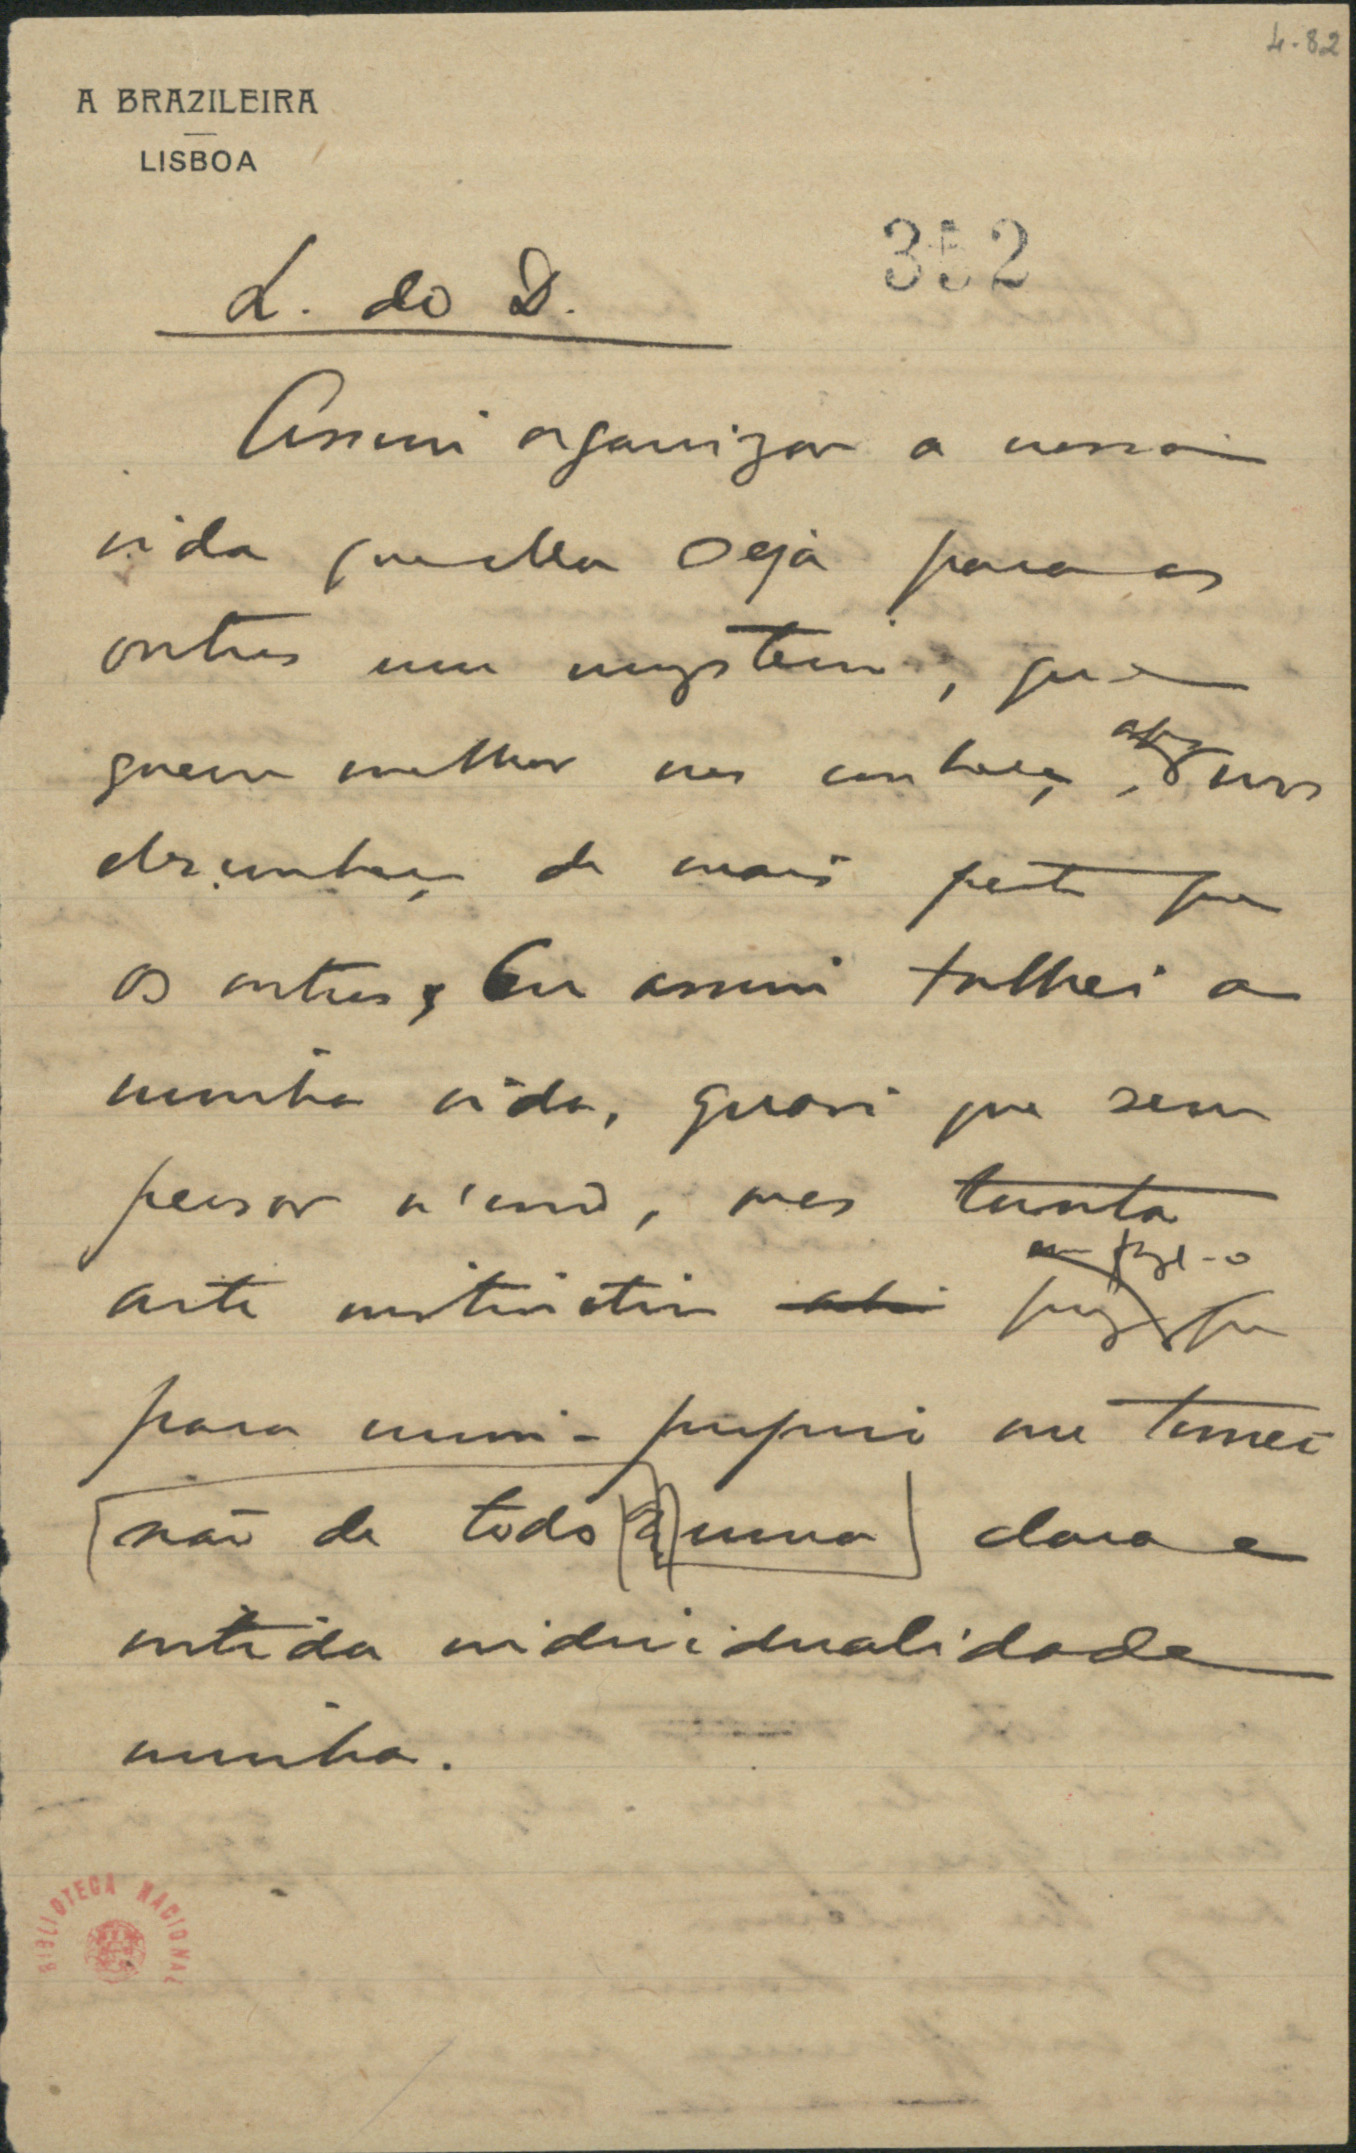 4-82
A BRAZILEIRA
LISBOA
352
L. do D.
Assim organizar a nossa
vida que ella seja para os
outros um mysterio, que
quem melhor nos conheça, apenas nos
desconheça de mais perto que
os outros. Eu assim talhei a
minha vida, quasi que sem
pensar n'isso, mas tanta
arte instinctiva puz em fazel-o que
para mim-proprio me tornei
não de todo uma clara e
nitida individualidade
minha.
BIBLIOTECA NACIONAL